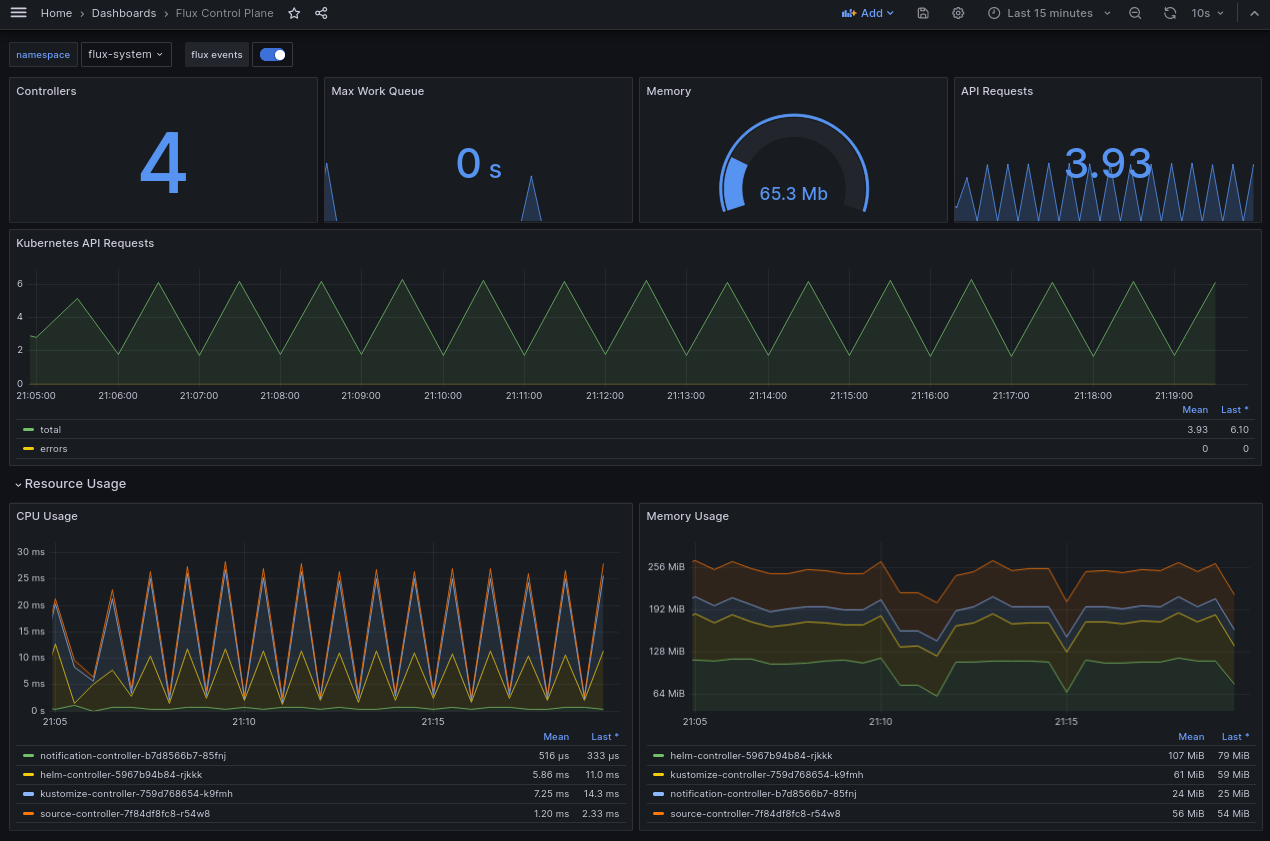 Home › Dashboards › Flux Control Plane Add Last 15 minutes 10s
namespace flux-system flux events
Controllers
4
Max Work Queue
0 s
Memory
65.3 Mb
API Requests
3.93
Kubernetes API Requests
6
4
2
0
21:05:00 21:06:00 21:07:00 21:08:00 21:09:00 21:10:00 21:11:00 21:12:00 21:13:00 21:14:00 21:15:00 21:16:00 21:17:00 21:18:00 21:19:00
Mean Last *
total 3.93 6.10
errors 0 0
Resource Usage
CPU Usage
30 ms
25 ms
20 ms
15 ms
10 ms
5 ms
0 s
21:05 21:10 21:15
Mean Last *
notification-controller-b7d8566b7-85fnj 516 µs 333 µs
helm-controller-5967b94b84-rjkkk 5.86 ms 11.0 ms
kustomize-controller-759d768654-k9fmh 7.25 ms 14.3 ms
source-controller-7f84df8fc8-r54w8 1.20 ms 2.33 ms
Memory Usage
256 MiB
192 MiB
128 MiB
64 MiB
21:05 21:10 21:15
Mean Last *
helm-controller-5967b94b84-rjkkk 107 MiB 79 MiB
kustomize-controller-759d768654-k9fmh 61 MiB 59 MiB
notification-controller-b7d8566b7-85fnj 24 MiB 25 MiB
source-controller-7f84df8fc8-r54w8 56 MiB 54 MiB